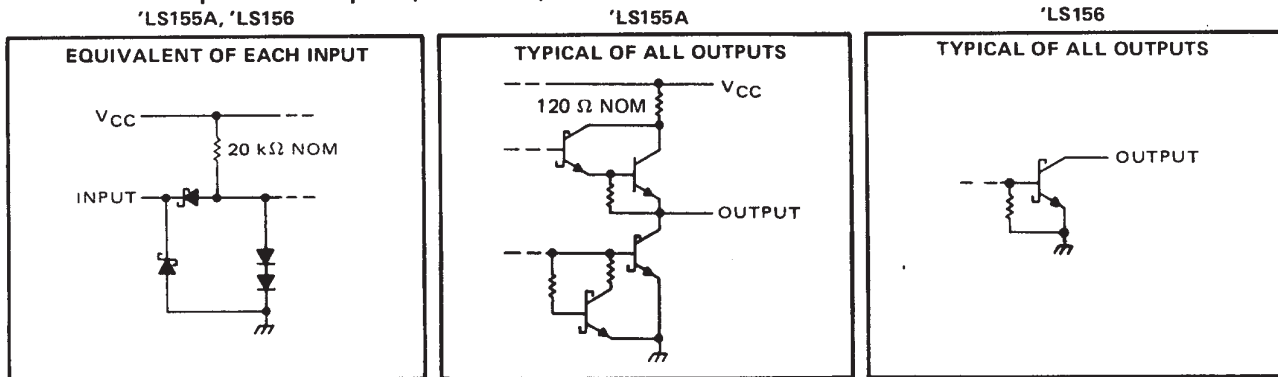 'LS155A, 'LS156
EQUIVALENT OF EACH INPUT
VCC
20 kΩ NOM
INPUT
'LS155A
TYPICAL OF ALL OUTPUTS
VCC
120 Ω NOM
OUTPUT
'LS156
TYPICAL OF ALL OUTPUTS
OUTPUT